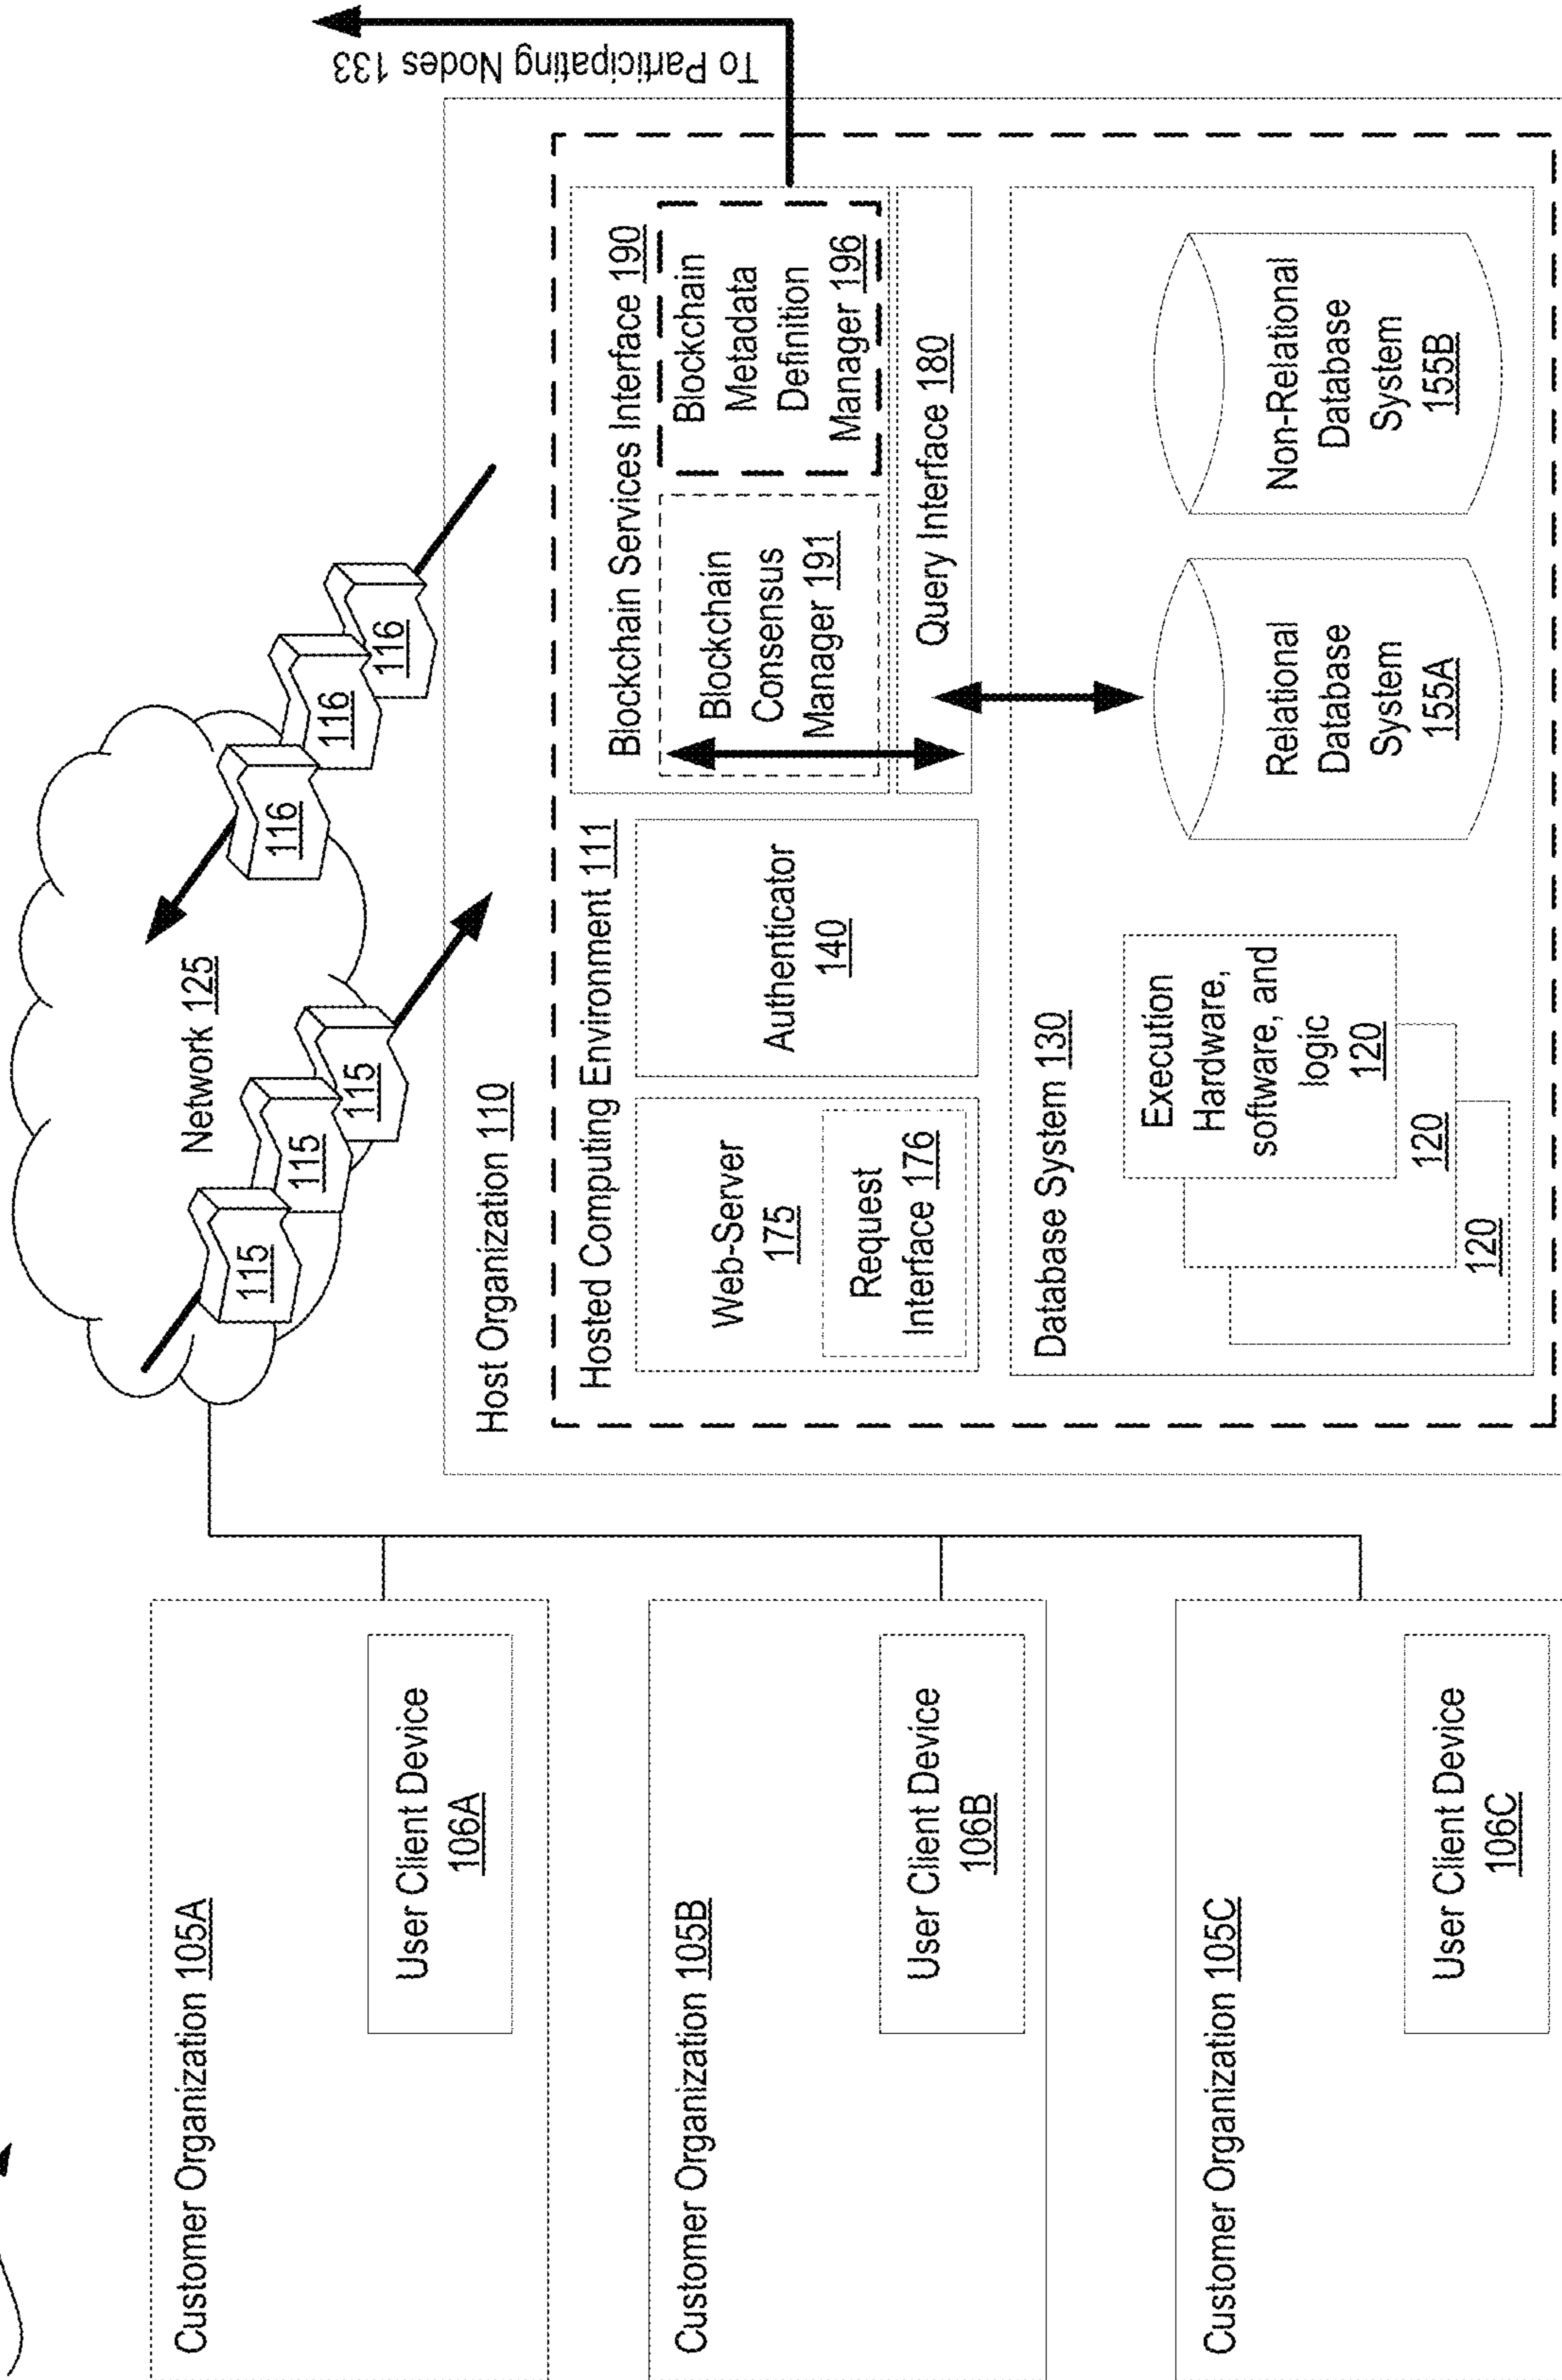 Customer Organization 105A
User Client Device
106A
Customer Organization 105B
User Client Device
106B
Customer Organization 105C
User Client Device
106C
Network 125
115
115
115
116
116
116
To Participating Nodes 133
Host Organization 110
Hosted Computing Environment 111
Web-Server
175
Request
Interface 176
Authenticator
140
Blockchain Services Interface 190
Blockchain
Consensus
Manager 191
Blockchain
Metadata
Definition
Manager 196
Query Interface 180
Database System 130
Execution
Hardware,
software, and
logic
120
120
120
Relational
Database
System
155A
Non-Relational
Database
System
155B